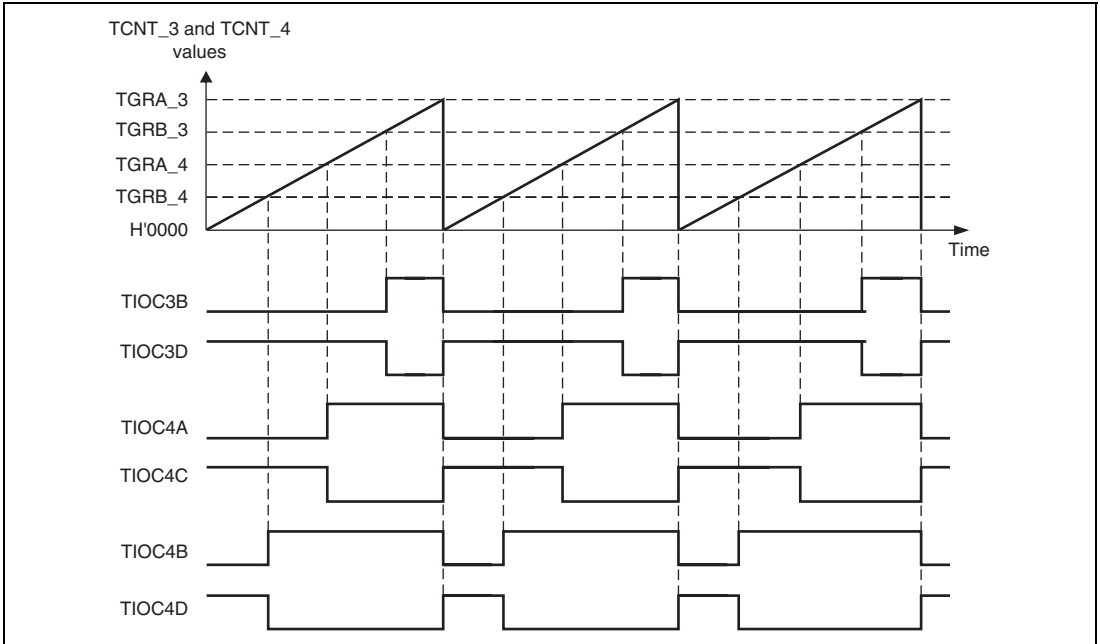 TCNT_3 and TCNT_4
values
TGRA_3
TGRB_3
TGRA_4
TGRB_4
H'0000
Time
TIOC3B
TIOC3D
TIOC4A
TIOC4C
TIOC4B
TIOC4D